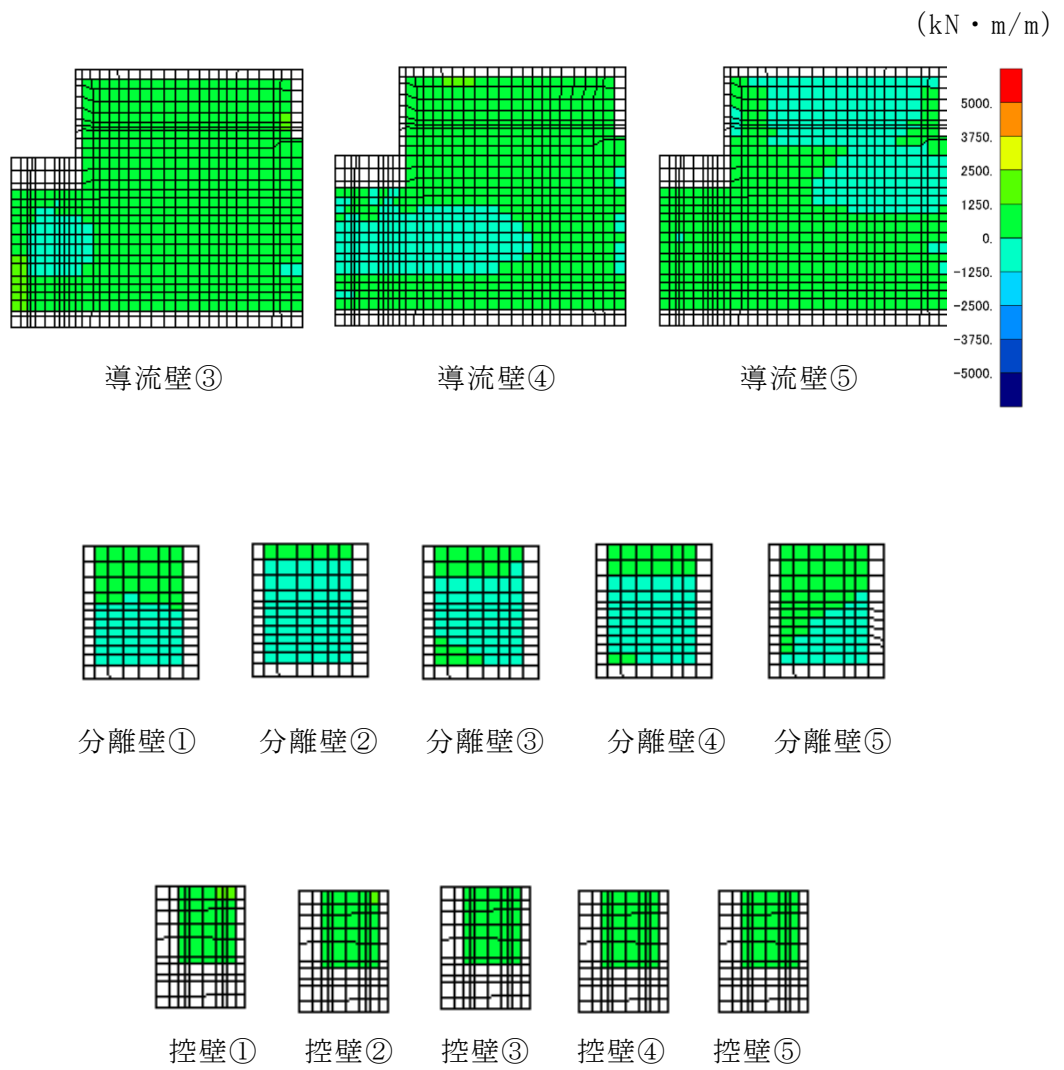 (kN・m/m)
5000.
3750.
2500.
1250.
0.
-1250.
-2500.
-3750.
-5000.
導流壁③ 導流壁④ 導流壁⑤
分離壁① 分離壁② 分離壁③ 分離壁④ 分離壁⑤
控壁① 控壁② 控壁③ 控壁④ 控壁⑤